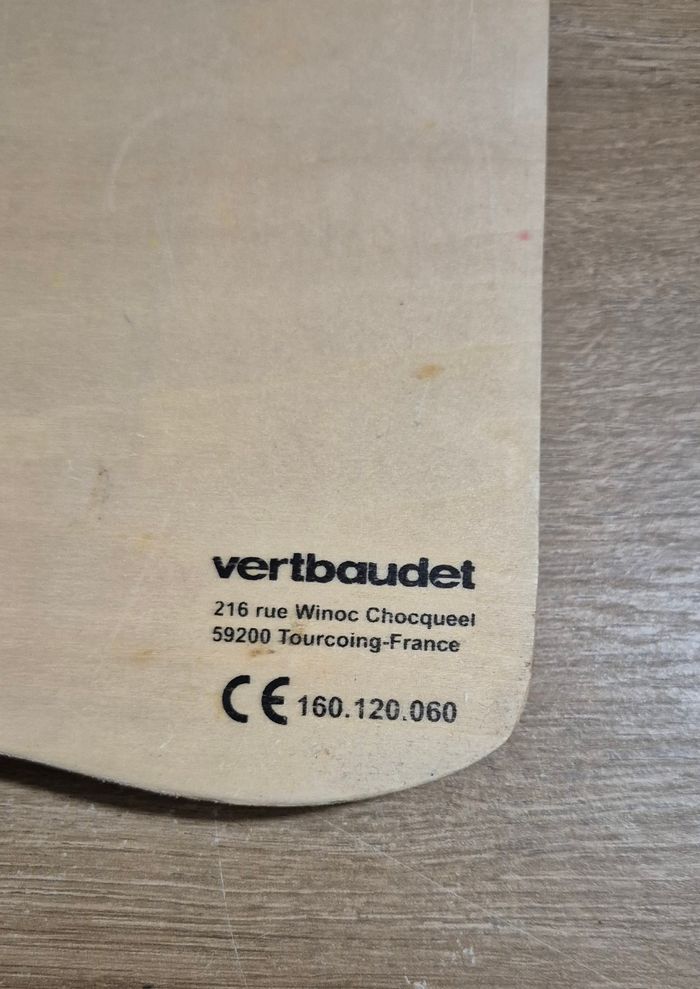 vertbaudet
216 rue Winoc Chocqueel
59200 Tourcoing-France
CE 160.120.060